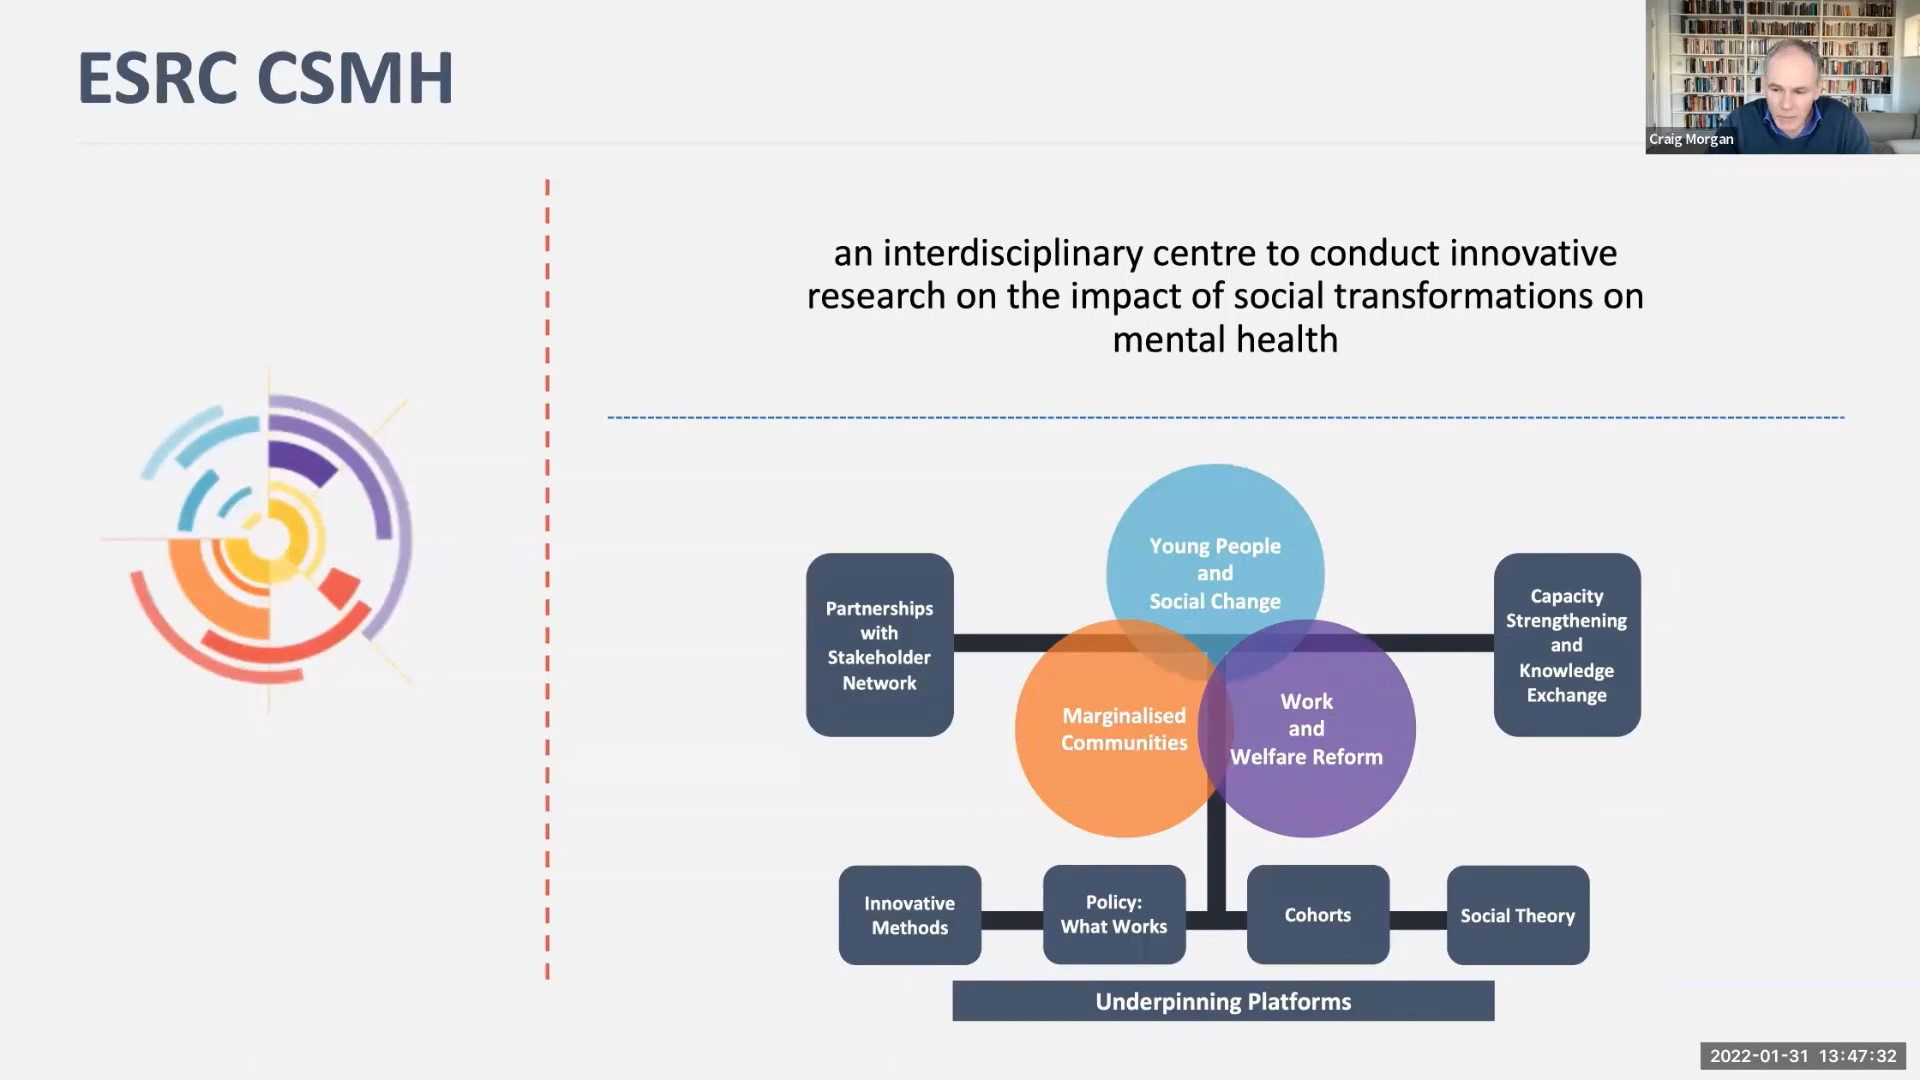 ESRC CSMH
Craig Morgan
an interdisciplinary centre to conduct innovative
research on the impact of social transformations on
mental health
Young People
and
Social Change
Partnerships
with
Stakeholder
Network
Capacity
Strengthening
and
Knowledge
Exchange
Marginalised
Communities
Work
and
Welfare Reform
Innovative
Methods
Policy:
What Works
Cohorts
Social Theory
Underpinning Platforms
2022-01-31 13:47:32